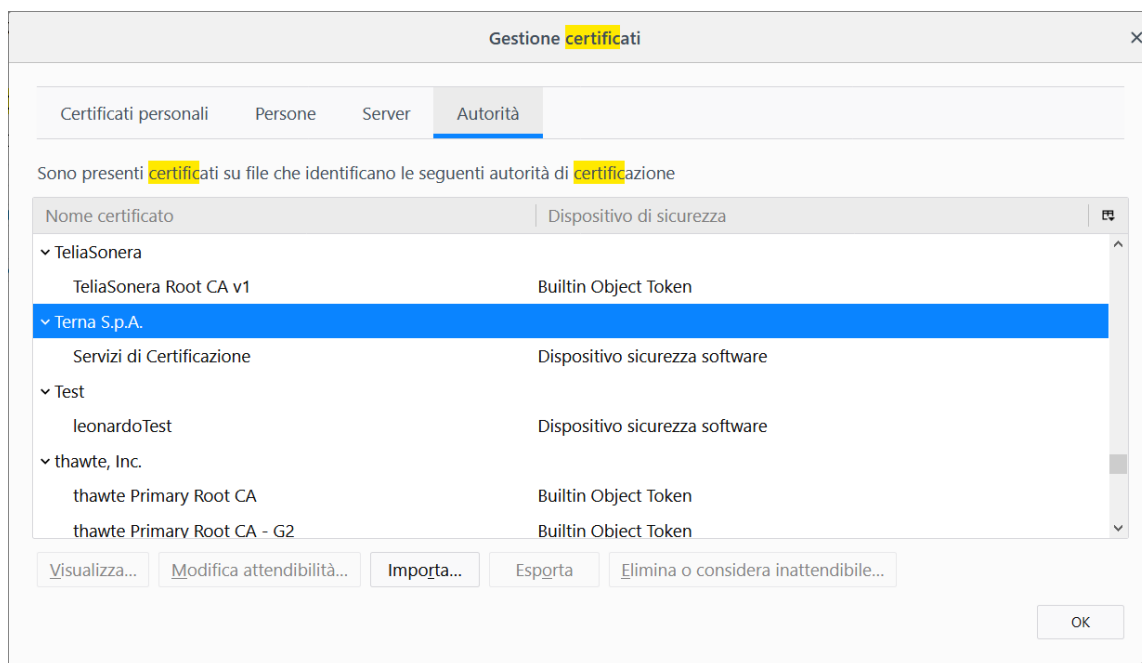 Gestione certificati
Certificati personali Persone Server Autorità
Sono presenti certificati su file che identificano le seguenti autorità di certificazione
Nome certificato Dispositivo di sicurezza
TeliaSonera
TeliaSonera Root CA v1 Builtin Object Token
Terna S.p.A.
Servizi di Certificazione Dispositivo sicurezza software
Test
leonardoTest Dispositivo sicurezza software
thawte, Inc.
thawte Primary Root CA Builtin Object Token
thawte Primary Root CA - G2 Builtin Object Token
Visualizza... Modifica attendibilità... Importa... Esporta Elimina o considera inattendibile...
OK